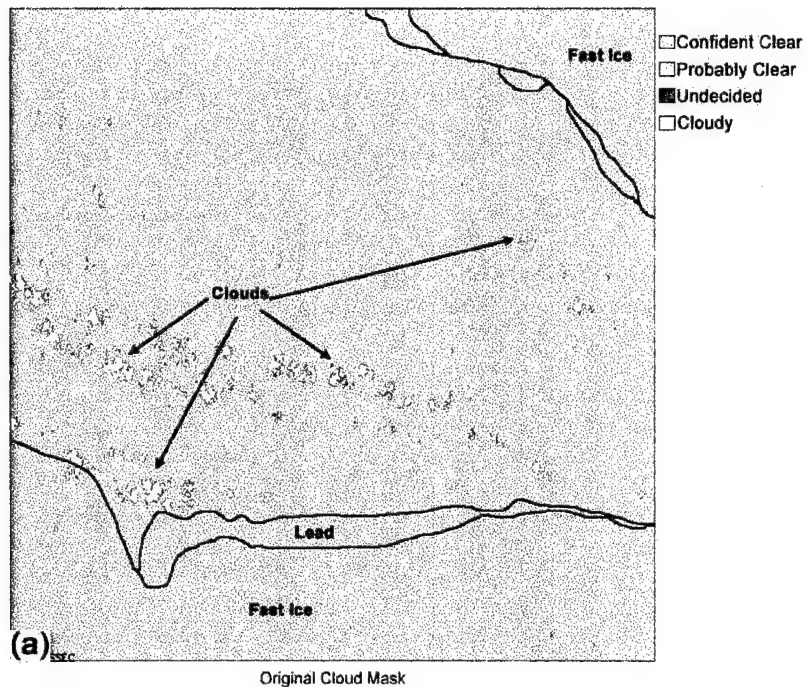 Fast Ice
Confident Clear
Probably Clear
Undecided
Cloudy
Clouds
Lead
Fast Ice
(a)
Original Cloud Mask